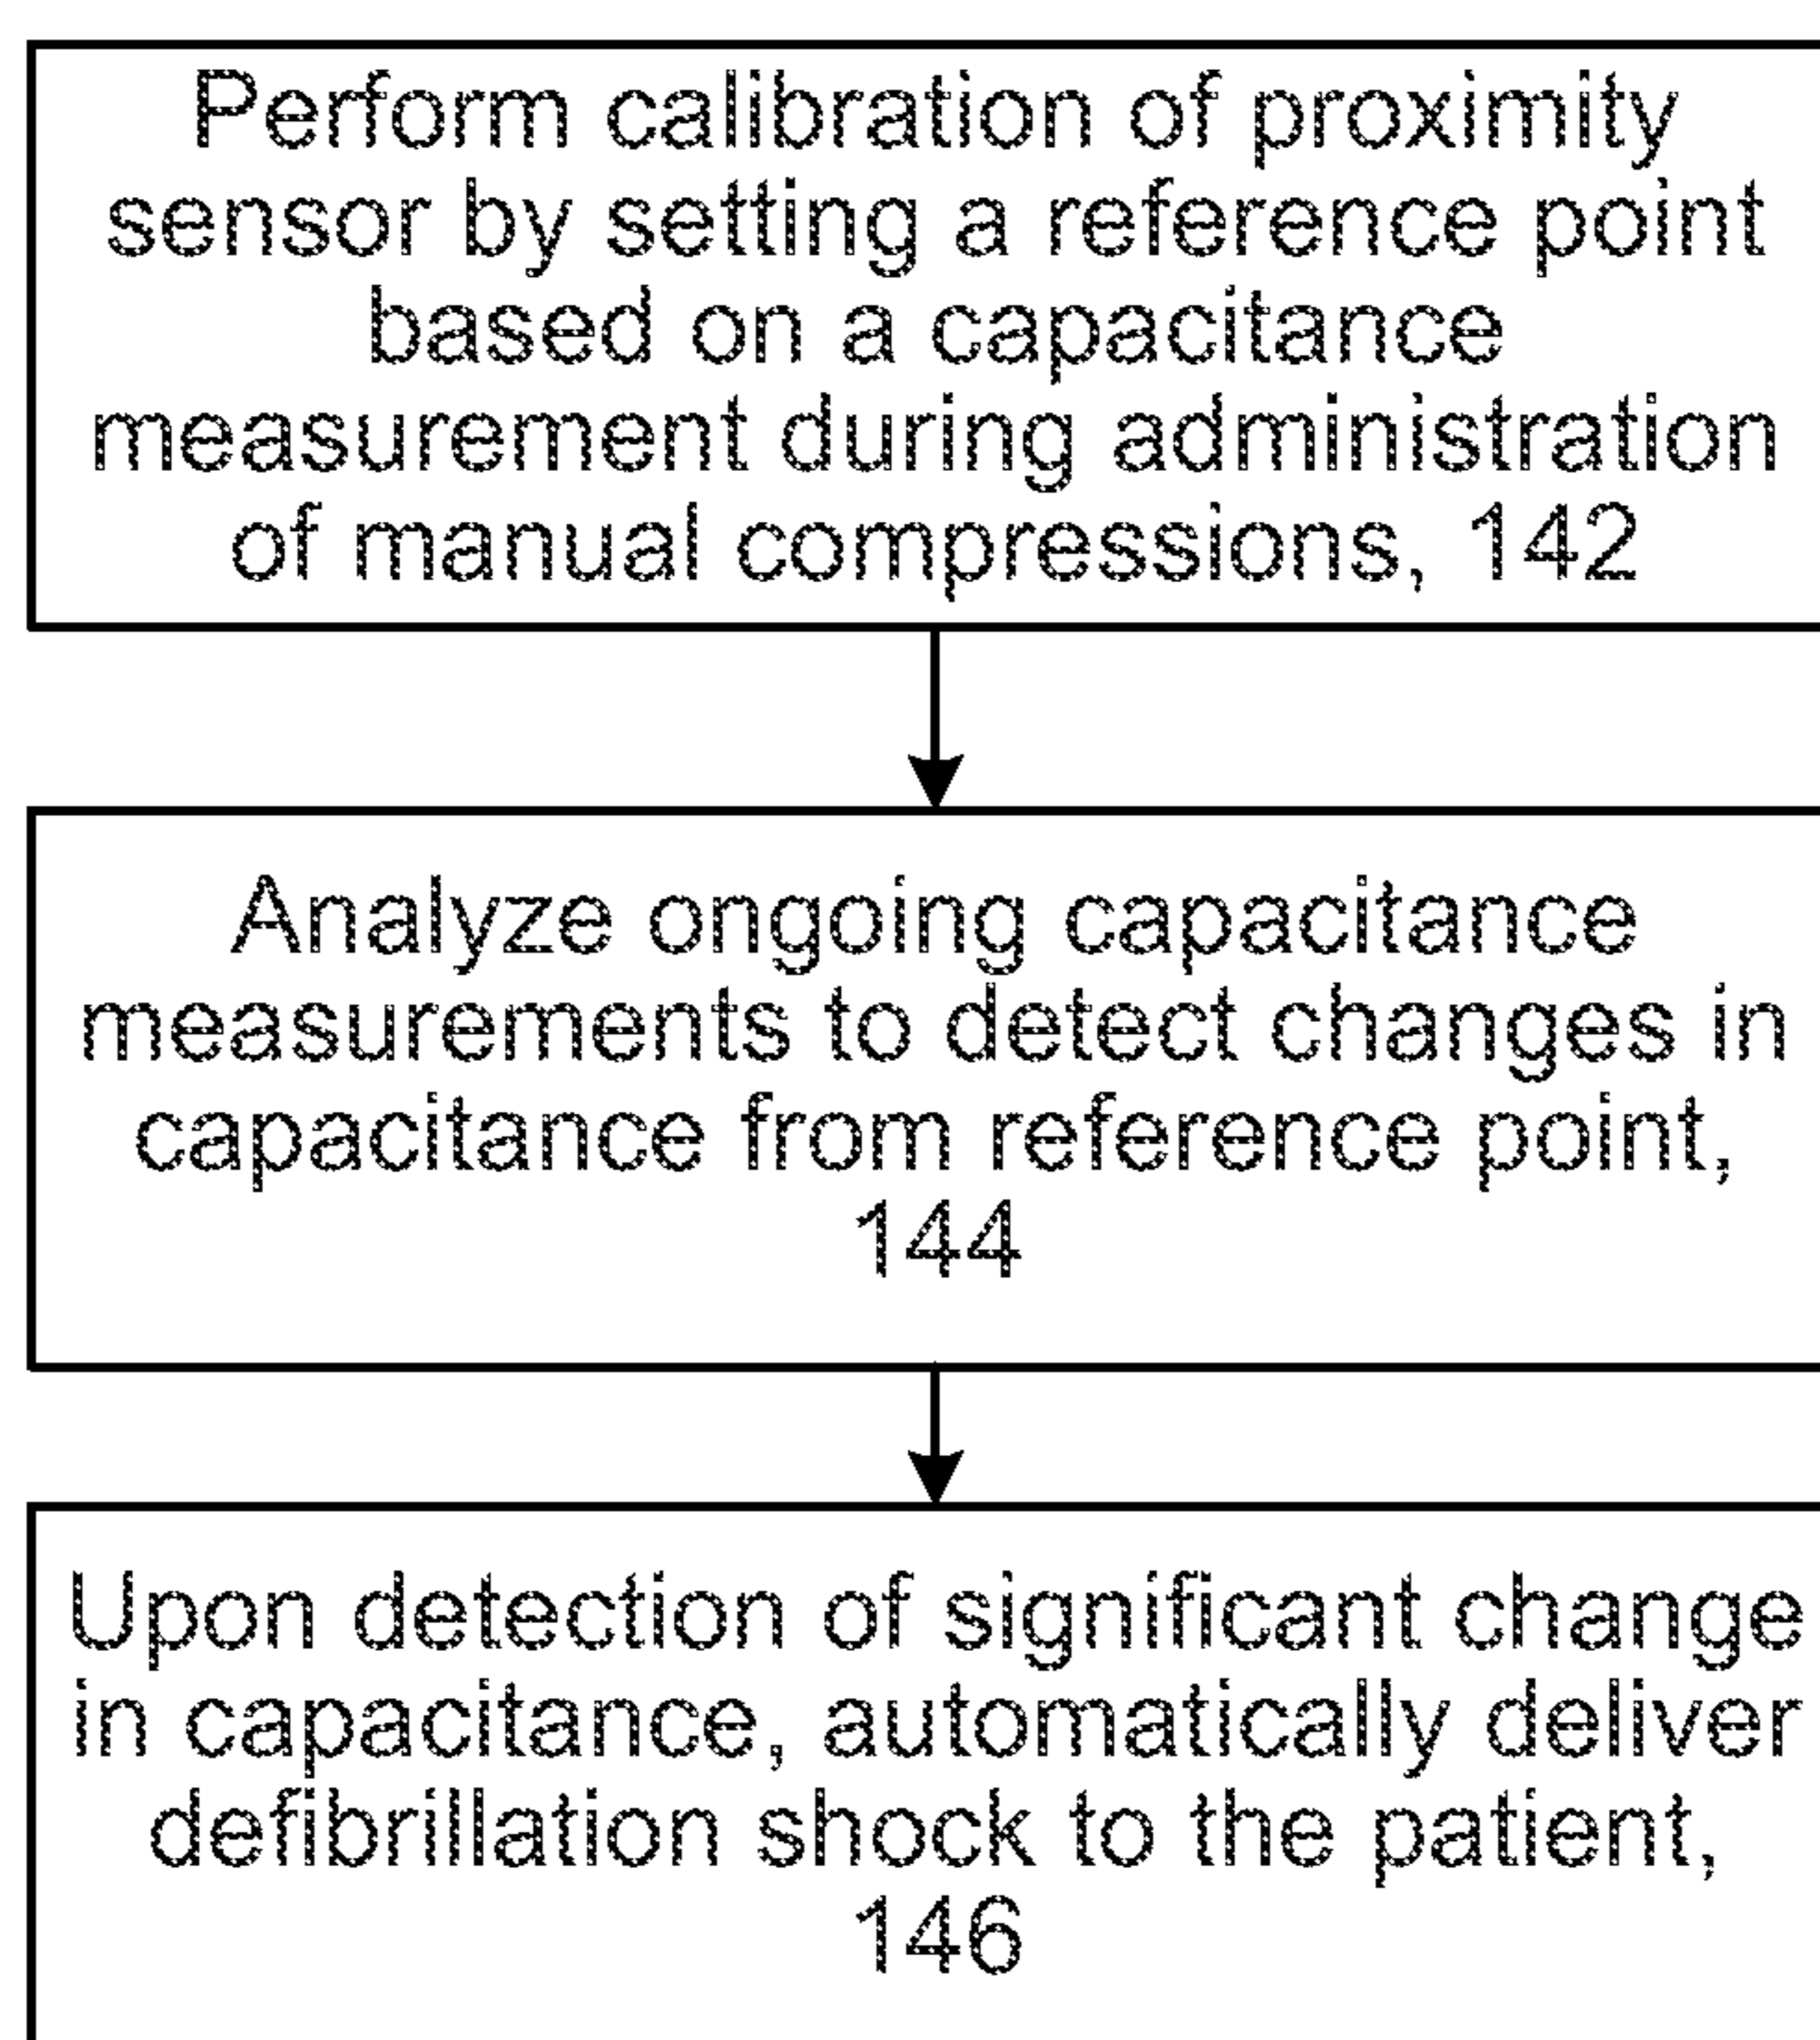 Perform calibration of proximity
sensor by setting a reference point
based on a capacitance
measurement during administration
of manual compressions, 142
Analyze ongoing capacitance
measurements to detect changes in
capacitance from reference point,
144
Upon detection of significant change
in capacitance, automatically deliver
defibrillation shock to the patient,
146